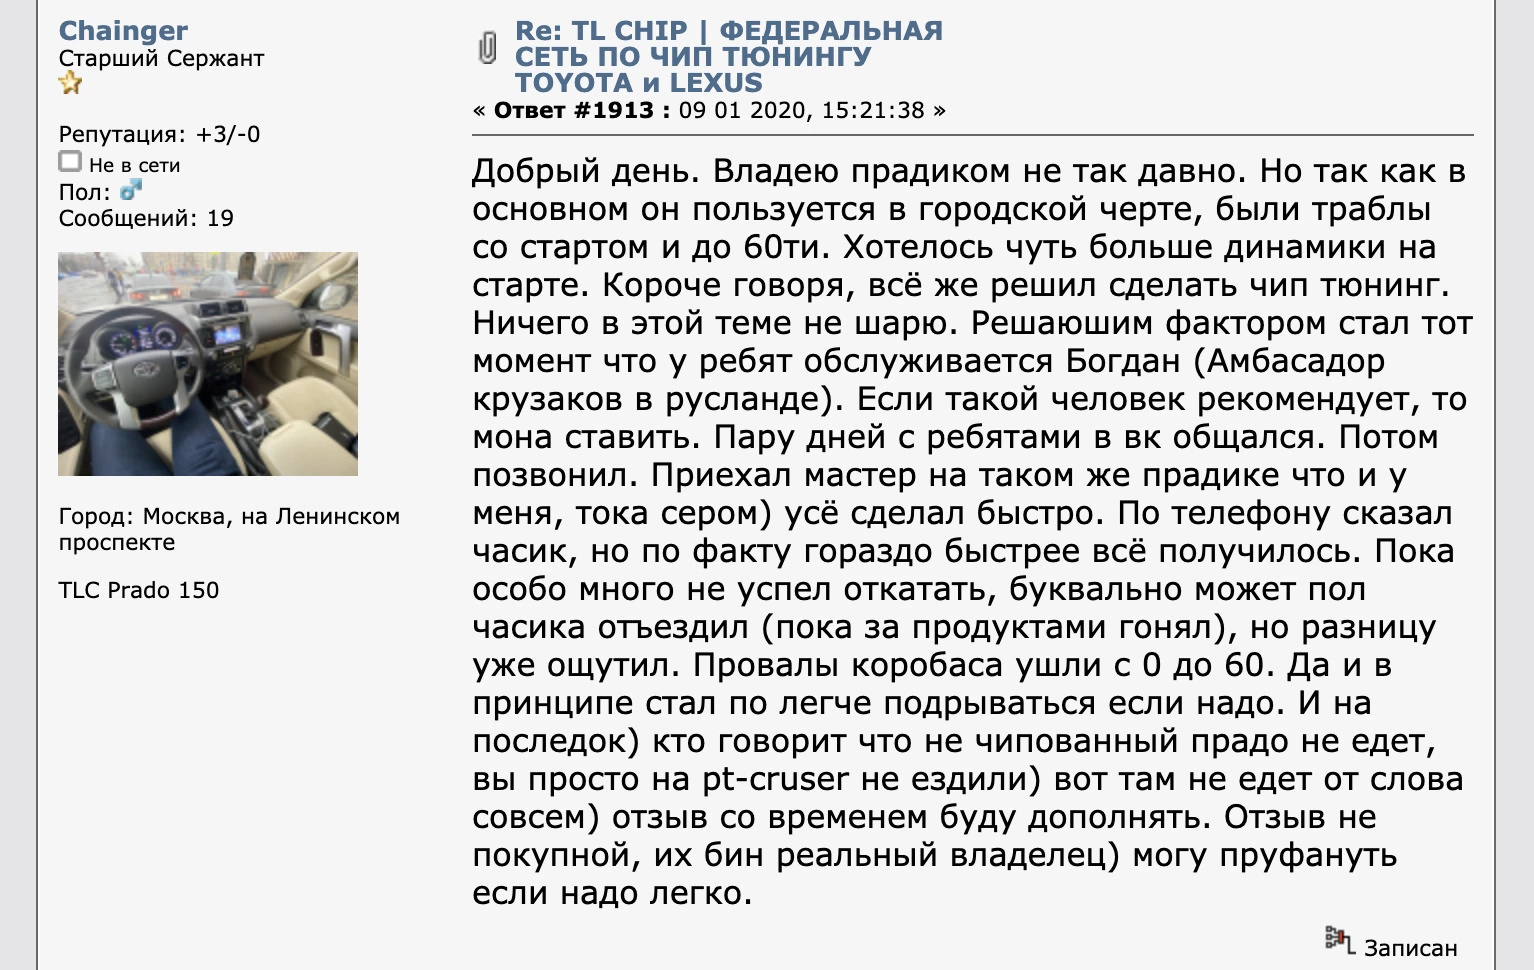 Chainger
Старший Сержант
Репутация: +3/-0
Не в сети
Пол:
Сообщений: 19
Город: Москва, на Ленинском
проспекте
TLC Prado 150
Re: TL CHIP | ФЕДЕРАЛЬНАЯ
СЕТЬ ПО ЧИП ТЮНИНГУ
TOYOTA и LEXUS
« Ответ #1913 : 09 01 2020, 15:21:38 »
Добрый день. Владею прадиком не так давно. Но так как в
основном он пользуется в городской черте, были траблы
со стартом и до 60ти. Хотелось чуть больше динамики на
старте. Короче говоря, всё же решил сделать чип тюнинг.
Ничего в этой теме не шарю. Решаюшим фактором стал тот
момент что у ребят обслуживается Богдан (Амбасадор
крузаков в русланде). Если такой человек рекомендует, то
мона ставить. Пару дней с ребятами в вк общался. Потом
позвонил. Приехал мастер на таком же прадике что и у
меня, тока сером) усё сделал быстро. По телефону сказал
часик, но по факту гораздо быстрее всё получилось. Пока
особо много не успел откатать, буквально может пол
часика отъездил (пока за продуктами гонял), но разницу
уже ощутил. Провалы коробаса ушли с 0 до 60. Да и в
принципе стал по легче подрываться если надо. И на
последок) кто говорит что не чипованный прадо не едет,
вы просто на pt-cruser не ездили) вот там не едет от слова
совсем) отзыв со временем буду дополнять. Отзыв не
покупной, их бин реальный владелец) могу пруфануть
если надо легко.
Записан